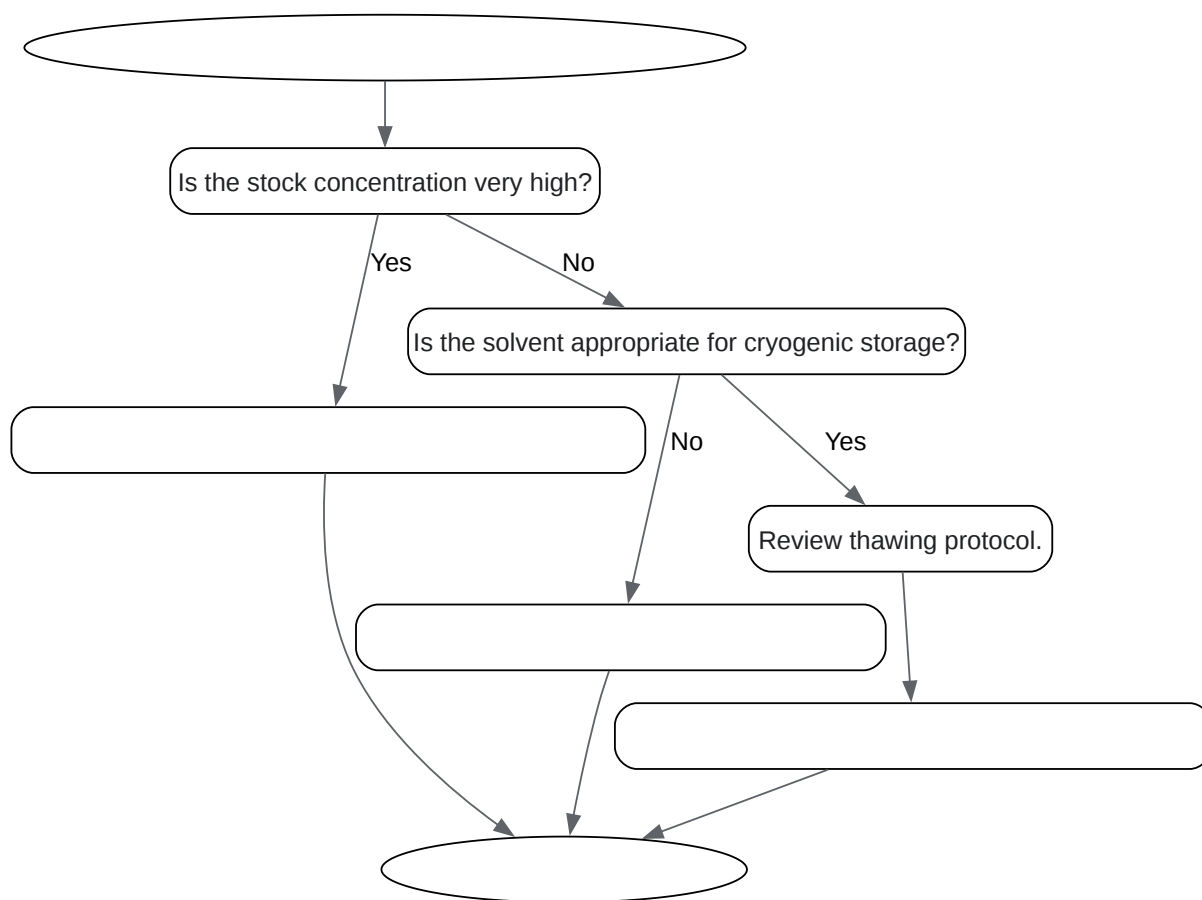 Is the stock concentration very high?
Yes
No
Is the solvent appropriate for cryogenic storage?
No
Yes
Review thawing protocol.